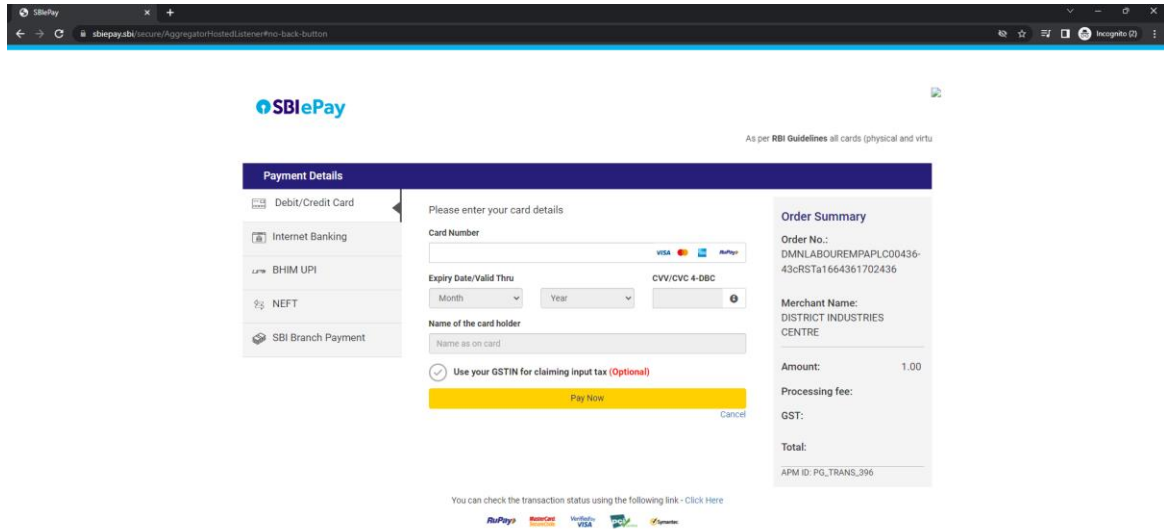 SBIePay
sbiepay.sbi/secure/AggregatorHostedListener#no-back-button
Incognito (2)
SBIePay
As per RBI Guidelines all cards (physical and virtu
Payment Details
Debit/Credit Card
Internet Banking
BHIM UPI
NEFT
SBI Branch Payment
Please enter your card details
Card Number
VISA RuPay
Expiry Date/Valid Thru CVV/CVC 4-DBC
Month Year
Name of the card holder
Name as on card
Use your GSTIN for claiming input tax (Optional)
Pay Now
Cancel
Order Summary
Order No.:
DMNLABOUREMPAPLC00436-
43cRSTa1664361702436
Merchant Name:
DISTRICT INDUSTRIES
CENTRE
Amount: 1.00
Processing fee:
GST:
Total:
APM ID: PG_TRANS_396
You can check the transaction status using the following link - Click Here
RuPay MasterCard Verified by VISA PCI Symantec